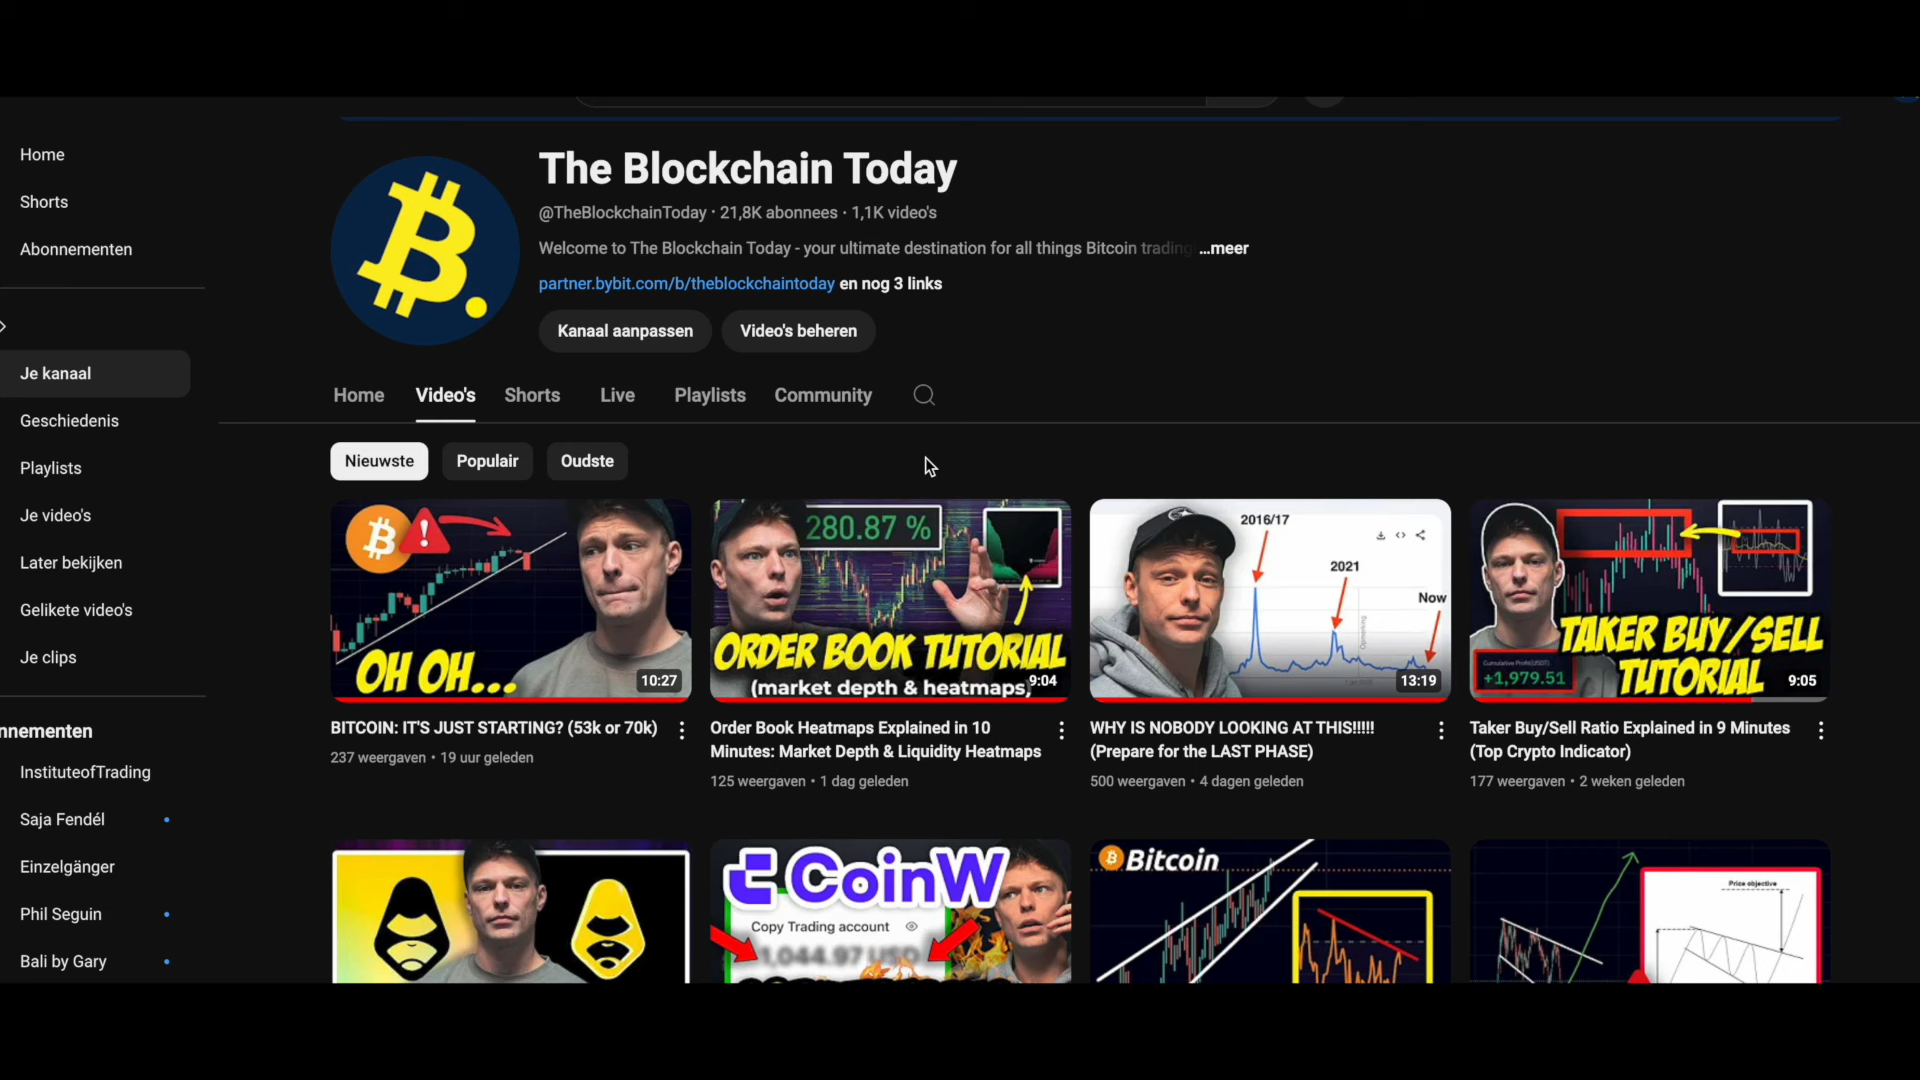 Home
Shorts
Abonnementen
Je kanaal
Geschiedenis
Playlists
Je video's
Later bekijken
Gelikete video's
Je clips
nnementen
InstituteofTrading
Saja Fendél
Einzelgänger
Phil Seguin
Bali by Gary
The Blockchain Today
@TheBlockchainToday · 21,8K abonnees · 1,1K video's
Welcome to The Blockchain Today - your ultimate destination for all things Bitcoin trading ...meer
partner.bybit.com/b/theblockchaintoday en nog 3 links
Kanaal aanpassen Video's beheren
Home Video's Shorts Live Playlists Community
Nieuwste Populair Oudste
OH OH...
10:27
BITCOIN: IT'S JUST STARTING? (53k or 70k)
237 weergaven • 19 uur geleden
280.87 %
ORDER BOOK TUTORIAL
(market depth & heatmaps)
9:04
Order Book Heatmaps Explained in 10
Minutes: Market Depth & Liquidity Heatmaps
125 weergaven • 1 dag geleden
2016/17
2021
Now
Opmerking
13:19
WHY IS NOBODY LOOKING AT THIS!!!!!
(Prepare for the LAST PHASE)
500 weergaven • 4 dagen geleden
TAKER BUY/SELL
TUTORIAL
Cumulative Profit(USDT)
+1,979.51
9:05
Taker Buy/Sell Ratio Explained in 9 Minutes
(Top Crypto Indicator)
177 weergaven • 2 weken geleden
CoinW
Copy Trading account
1,044.97 USD
Bitcoin
Price objective